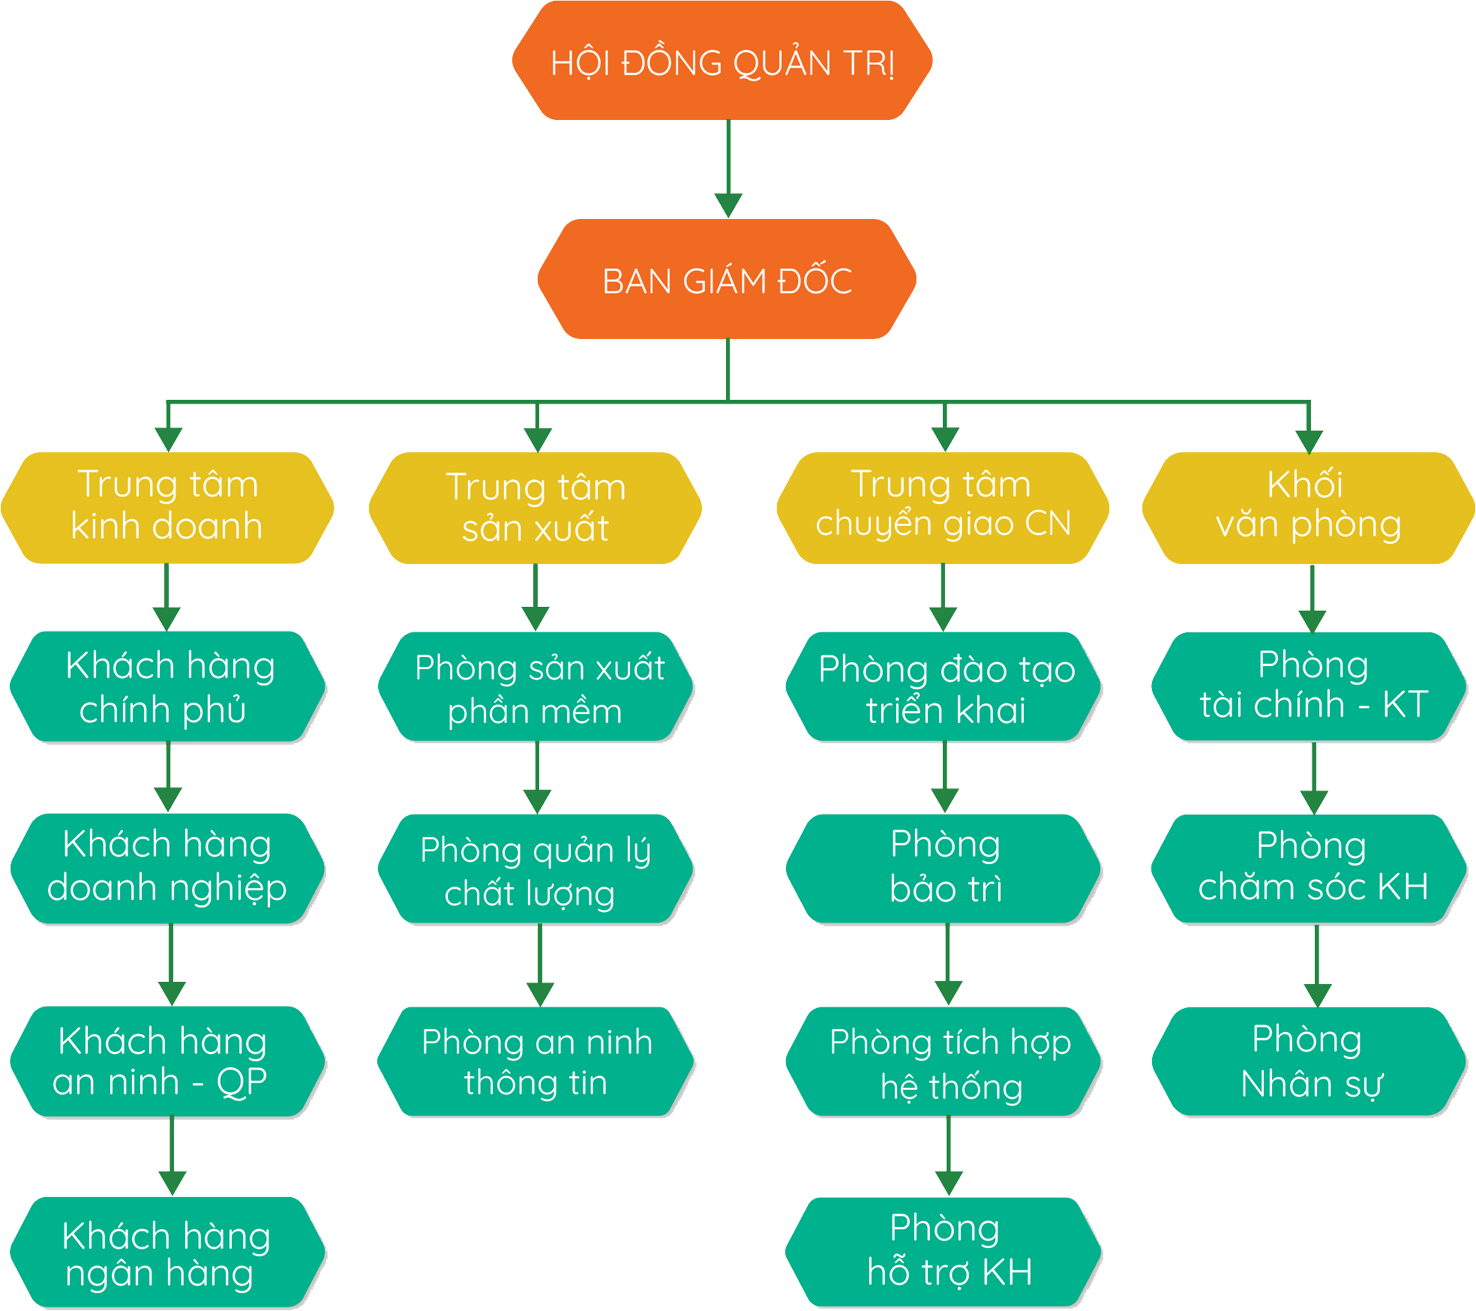 HỘI ĐỒNG QUẢN TRỊ
BAN GIÁM ĐỐC
Trung tâm
kinh doanh
Trung tâm
sản xuất
Trung tâm
chuyển giao CN
Khối
văn phòng
Khách hàng
chính phủ
Phòng sản xuất
phần mềm
Phòng đào tạo
triển khai
Phòng
tài chính - KT
Khách hàng
doanh nghiệp
Phòng quản lý
chất lượng
Phòng
bảo trì
Phòng
chăm sóc KH
Khách hàng
an ninh - QP
Phòng an ninh
thông tin
Phòng tích hợp
hệ thống
Phòng
Nhân sự
Khách hàng
ngân hàng
Phòng
hỗ trợ KH